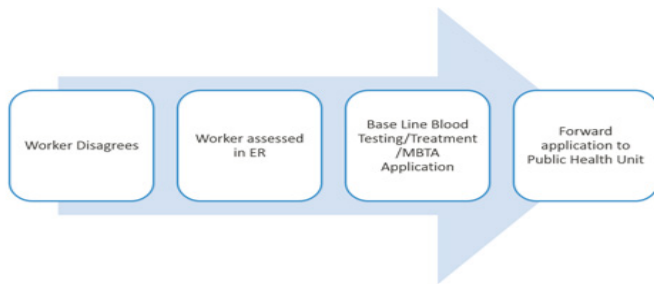 Worker Disagrees
Worker assessed
in ER
Base Line Blood
Testing/Treatment
/MBTA
Application
Forward
application to
Public Health Unit